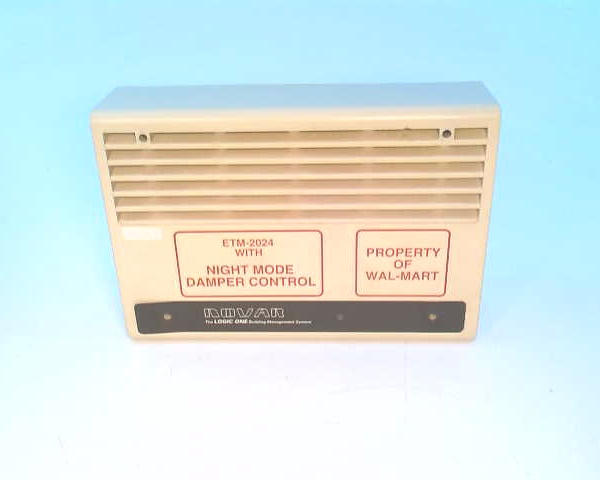 ETM-2024
WITH
NIGHT MODE
DAMPER CONTROL
PROPERTY
OF
WAL-MART
NOVAR
The LOGIC ONE Building Management System